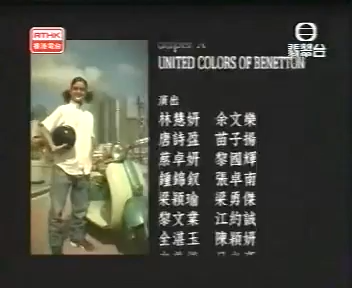 RTHK
香港電台
翡翠台
UNITED COLORS OF BENETTON
演出
林慧妍 余文樂
唐詩盈 苗子揚
蔡卓妍 黎國輝
鍾錦釵 張卓南
梁穎瑜 梁勇傑
黎文葉 江約誠
全湛玉 陳穎妍